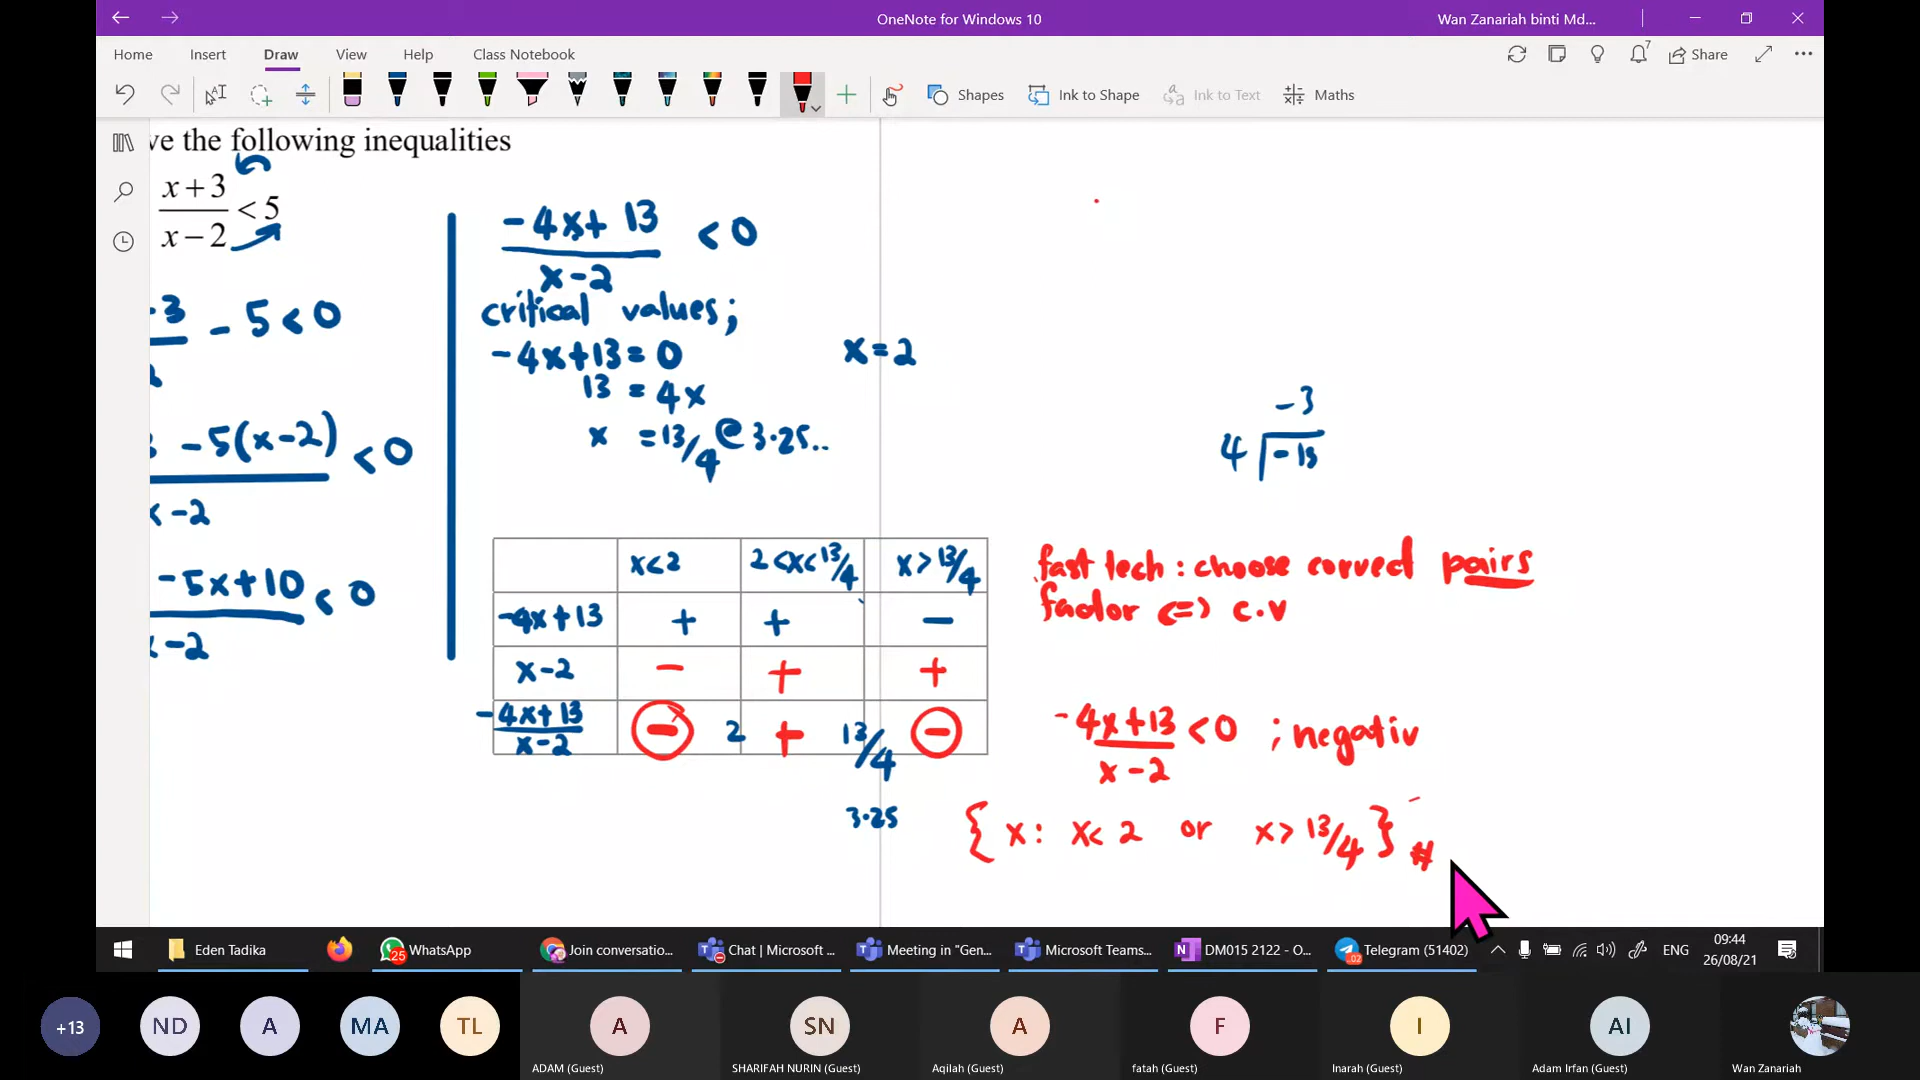 OneNote for Windows 10
Wan Zanariah binti Md...
Home Insert Draw View Help Class Notebook
7
Share
Shapes Ink to Shape Ink to Text Maths
ve the following inequalities
x+3
x−2
<5
-3
- 5 < 0
- 5(x-2)
< 0
x-2
-5x+10
< 0
x-2
-4x+ 13
x-2
< 0
critical values;
-4x+13 = 0
x = 2
13 = 4x
x = 13/4 @ 3.25..
-3
4 -13
x<2 2<x<13/4 x>13/4
-4x+13 + + -
x-2 - + +
-4x+13
x-2
- 2 + 13/4 -
3.25
fast tech : choose corved pairs
factor <=> c.v
-4x+13
x-2
<0 ; negativ
{ x: x< 2 or x> 13/4 } #
Eden Tadika
25
WhatsApp
Join conversatio...
Chat | Microsoft ...
Meeting in "Gen...
Microsoft Teams...
DM015 2122 - O...
Telegram (51402)
ENG
09:44
26/08/21
+13 ND A MA TL A SN A F I AI
ADAM (Guest)
SHARIFAH NURIN (Guest)
Aqilah (Guest)
fatah (Guest)
Inarah (Guest)
Adam Irfan (Guest)
Wan Zanariah